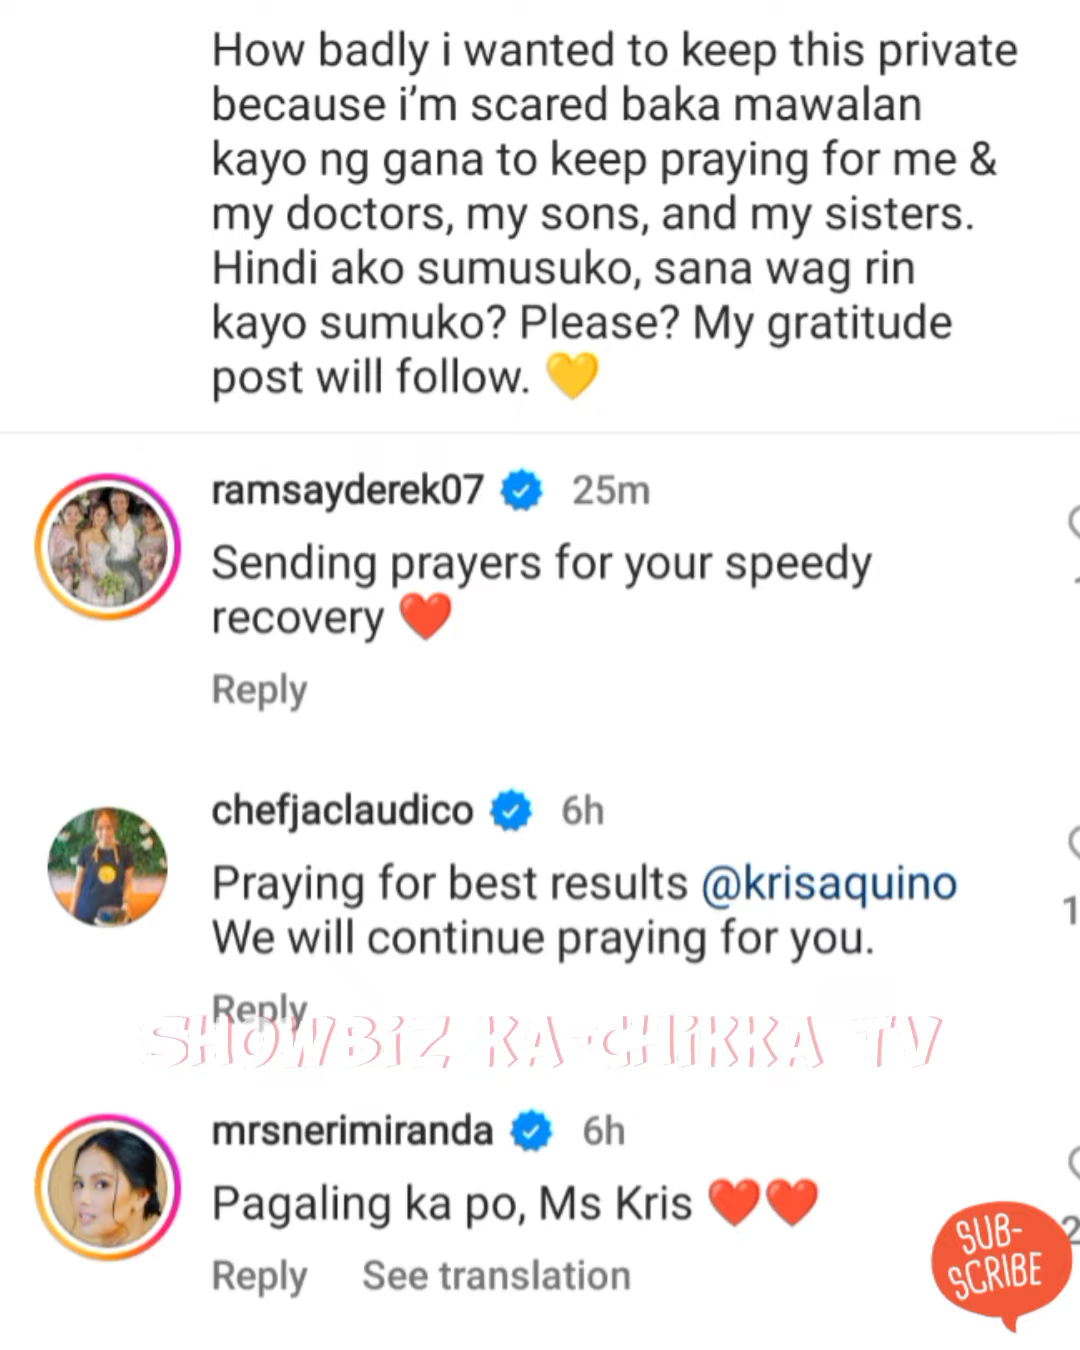 How badly i wanted to keep this private
because i'm scared baka mawalan
kayo ng gana to keep praying for me &
my doctors, my sons, and my sisters.
Hindi ako sumusuko, sana wag rin
kayo sumuko? Please? My gratitude
post will follow. 💛
ramsayderek07 25m
Sending prayers for your speedy
recovery ❤️
Reply
chefjaclaudico 6h
Praying for best results @krisaquino
We will continue praying for you.
1
Reply
SHOWBIZ KA-CHIKKA TV
mrsnerimiranda 6h
Pagaling ka po, Ms Kris ❤️❤️
2
Reply See translation
SUB-
SCRIBE